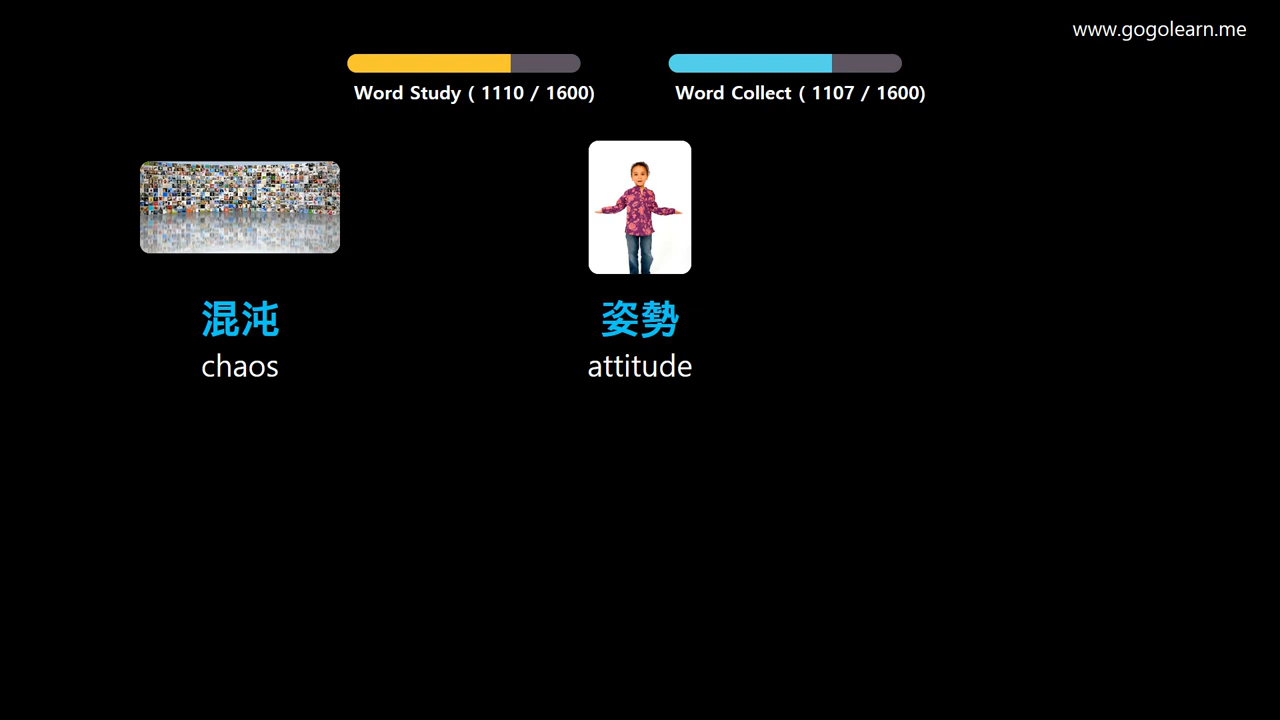 www.gogolearn.me
Word Study ( 1110 / 1600)
Word Collect ( 1107 / 1600)
混沌
chaos
姿勢
attitude